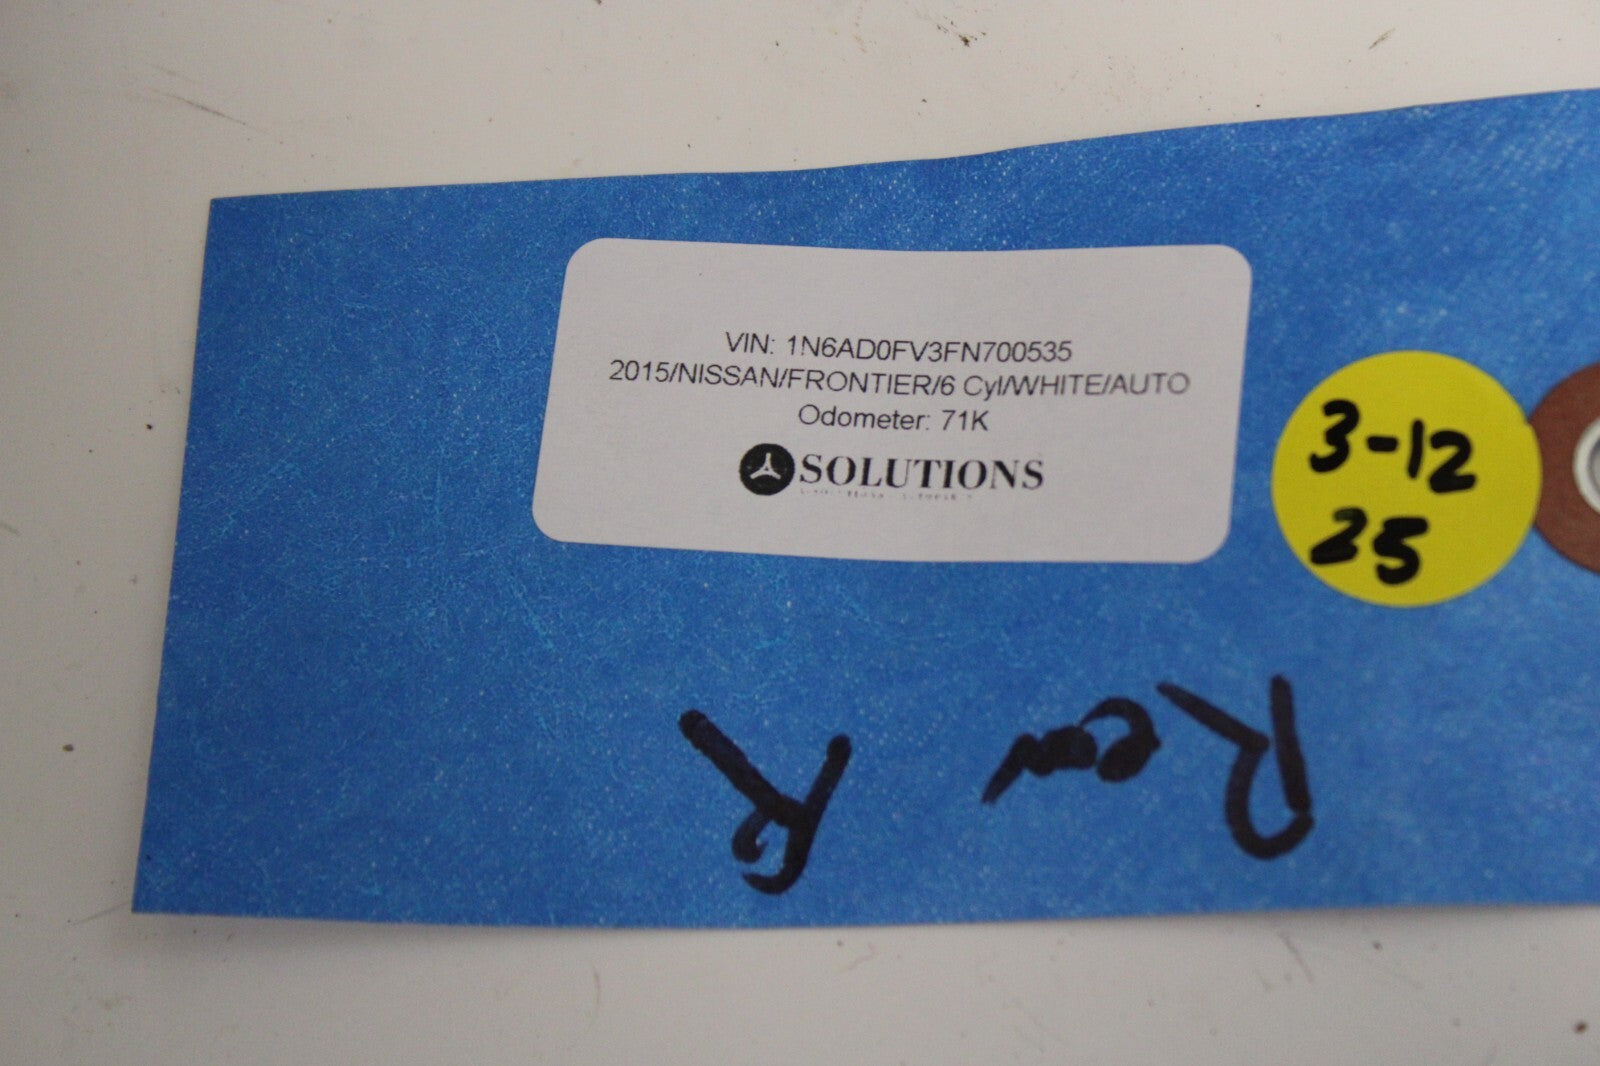 VIN: 1N6AD0FV3FN700535
2015/NISSAN/FRONTIER/6 Cyl/WHITE/AUTO
Odometer: 71K
SOLUTIONS
3-12
25
Rear R